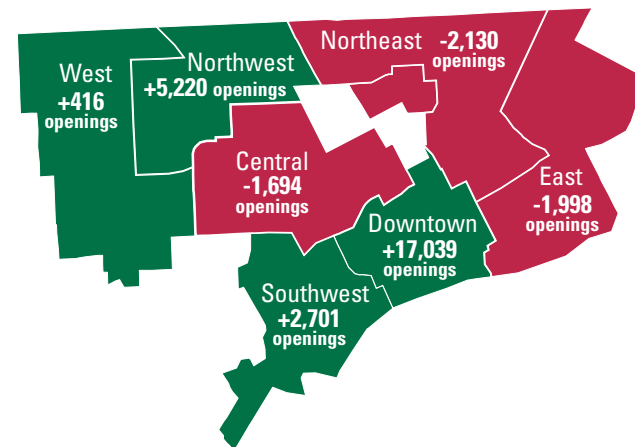 West
+416
openings
Northwest
+5,220 openings
Northeast
-2,130
openings
Central
-1,694
openings
East
-1,998
openings
Downtown
+17,039
openings
Southwest
+2,701
openings